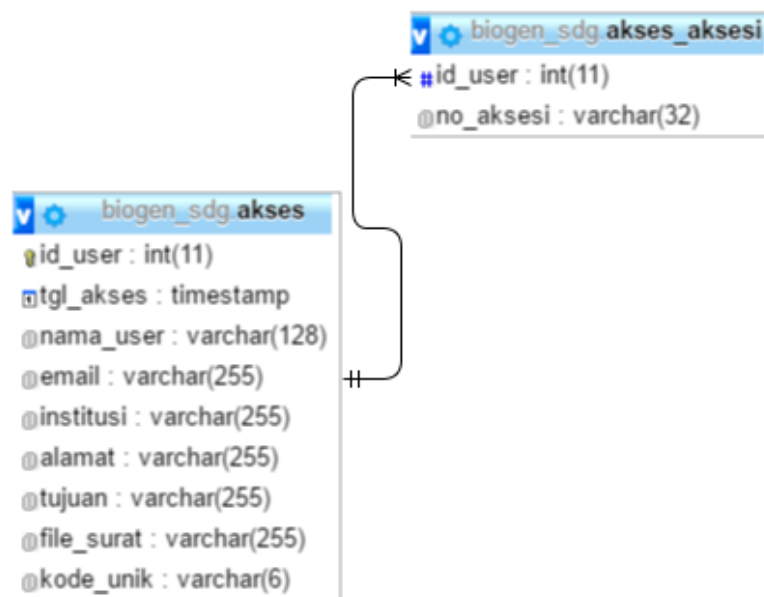 biogen_sdg.akses_aksesi
id_user : int(11)
no_aksesi : varchar(32)
biogen_sdg.akses
id_user : int(11)
tgl_akses : timestamp
nama_user : varchar(128)
email : varchar(255)
institusi : varchar(255)
alamat : varchar(255)
tujuan : varchar(255)
file_surat : varchar(255)
kode_unik : varchar(6)